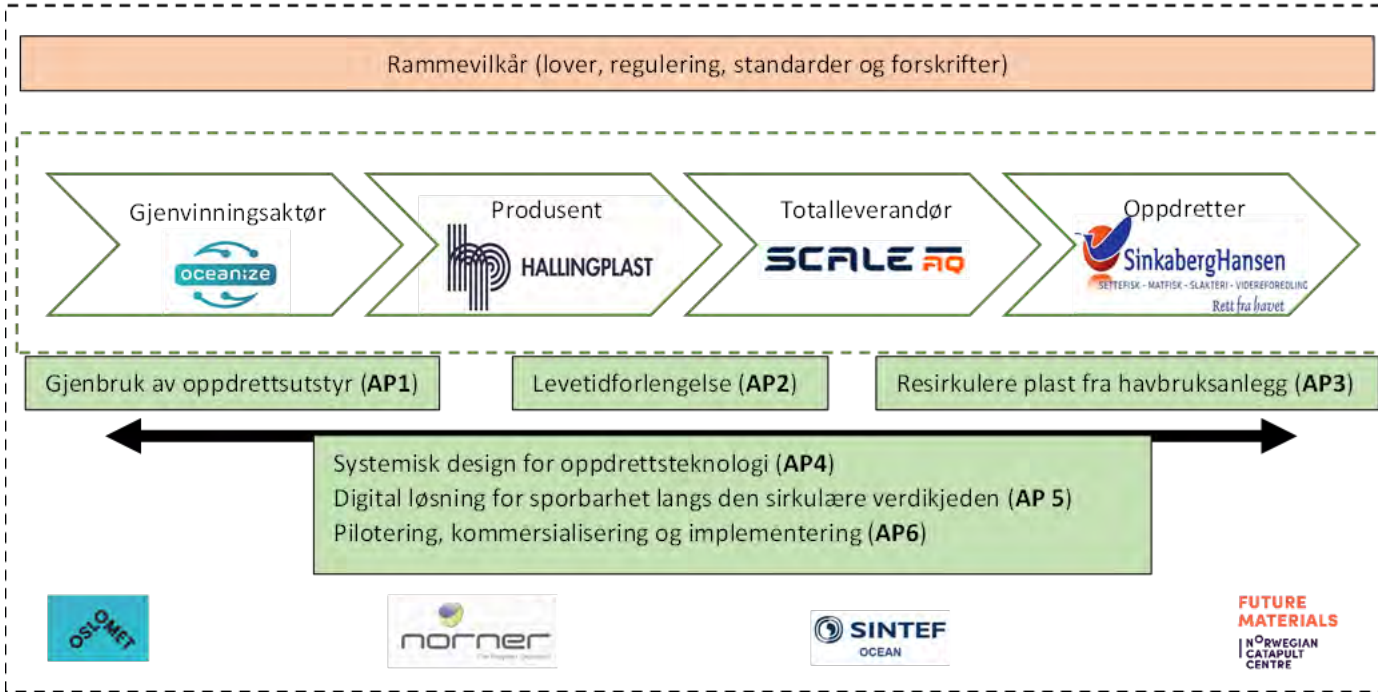 Rammevilkår (lover, regulering, standarder og forskrifter)
Gjenvinningsaktør
oceanize
Produsent
HALLINGPLAST
Totalleverandør
SCALE AQ
Oppdretter
SinkabergHansen
SETTEFISK - MATFISK - SLAKTERI - VIDEREFOREDLING
Rett fra havet
Gjenbruk av oppdrettsutstyr (AP1)
Levetidforlengelse (AP2)
Resirkulere plast fra havbruksanlegg (AP3)
Systemisk design for oppdrettsteknologi (AP4)
Digital løsning for sporbarhet langs den sirkulære verdikjeden (AP 5)
Pilotering, kommersialisering og implementering (AP6)
OSLOMET
norner
SINTEF
OCEAN
FUTURE
MATERIALS
NORWEGIAN
CATAPULT
CENTRE